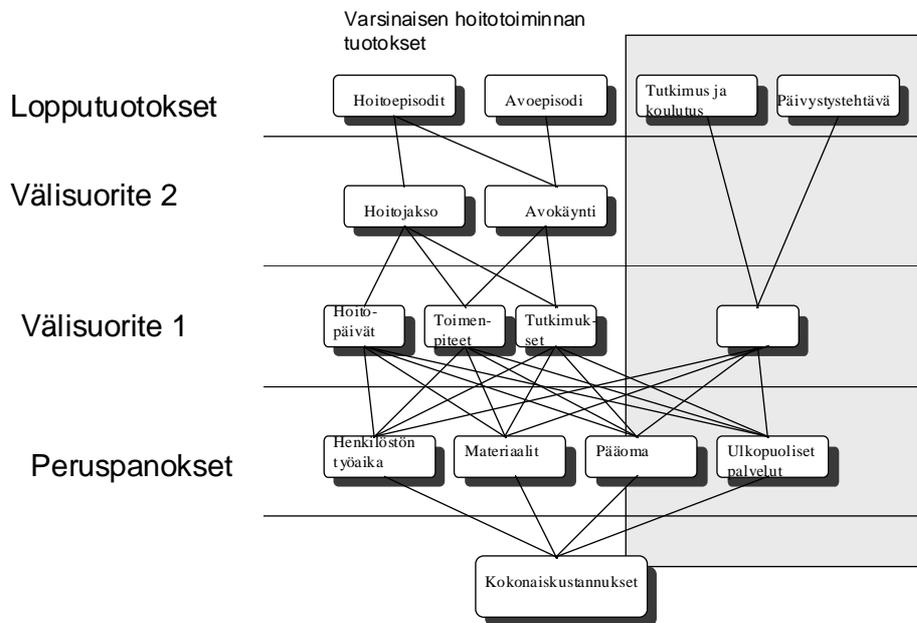 Varsinaisen hoitotoiminnan
tuotokset
Lopputuotokset
Hoitoepisodit
Avoepisodi
Tutkimus ja
koulutus
Päivystystehtävä
Välisuorite 2
Hoitojakso
Avokäynti
Välisuorite 1
Hoito-
päivät
Toimen-
piteet
Tutkimuk-
set
Peruspanokset
Henkilöstön
työaika
Materiaalit
Pääoma
Ulkopuoliset
palvelut
Kokonaiskustannukset